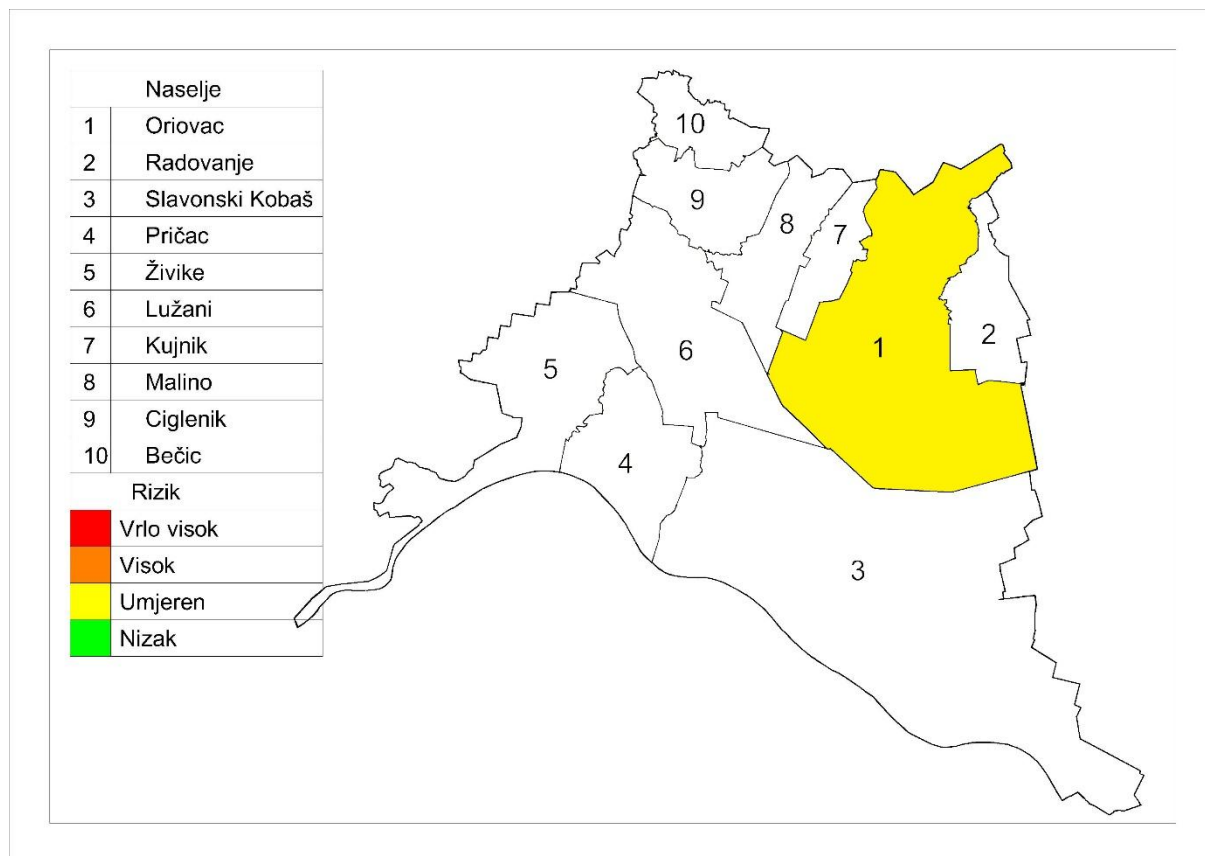 Naselje
1 Oriovac
2 Radovanje
3 Slavonski Kobaš
4 Pričac
5 Živike
6 Lužani
7 Kujnik
8 Malino
9 Ciglenik
10 Bečic
Rizik
Vrlo visok
Visok
Umjeren
Nizak
10
9
8
7
1
2
6
5
4
3